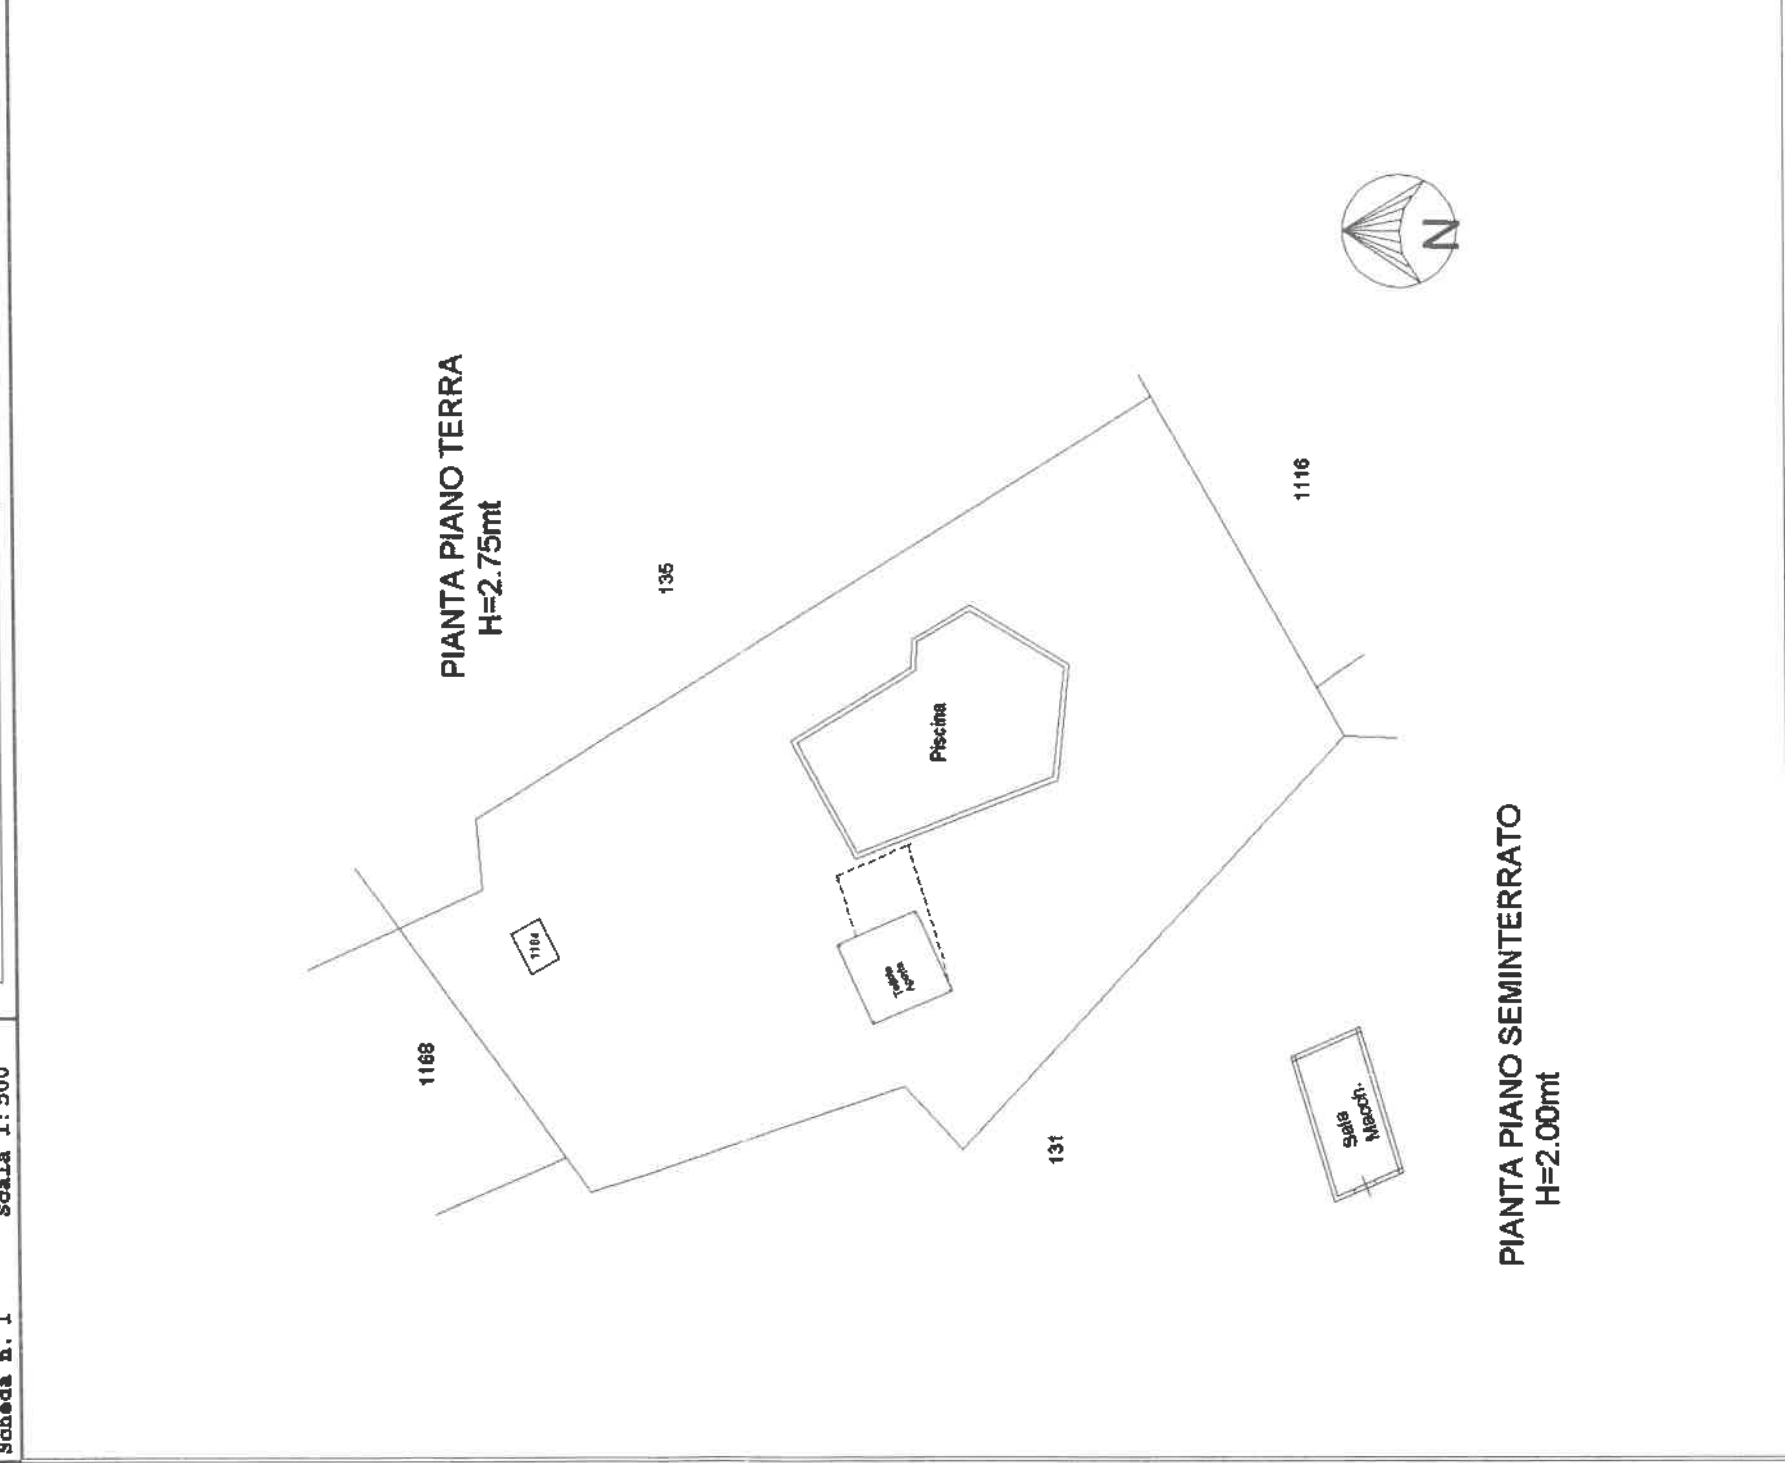 Scheda n. 1
Scala 1:500
PIANTA PIANO TERRA
H=2.75mt
135
1168
1184
Piscina
1116
131
Sala
Macch.
PIANTA PIANO SEMINTERRATO
H=2.00mt
N